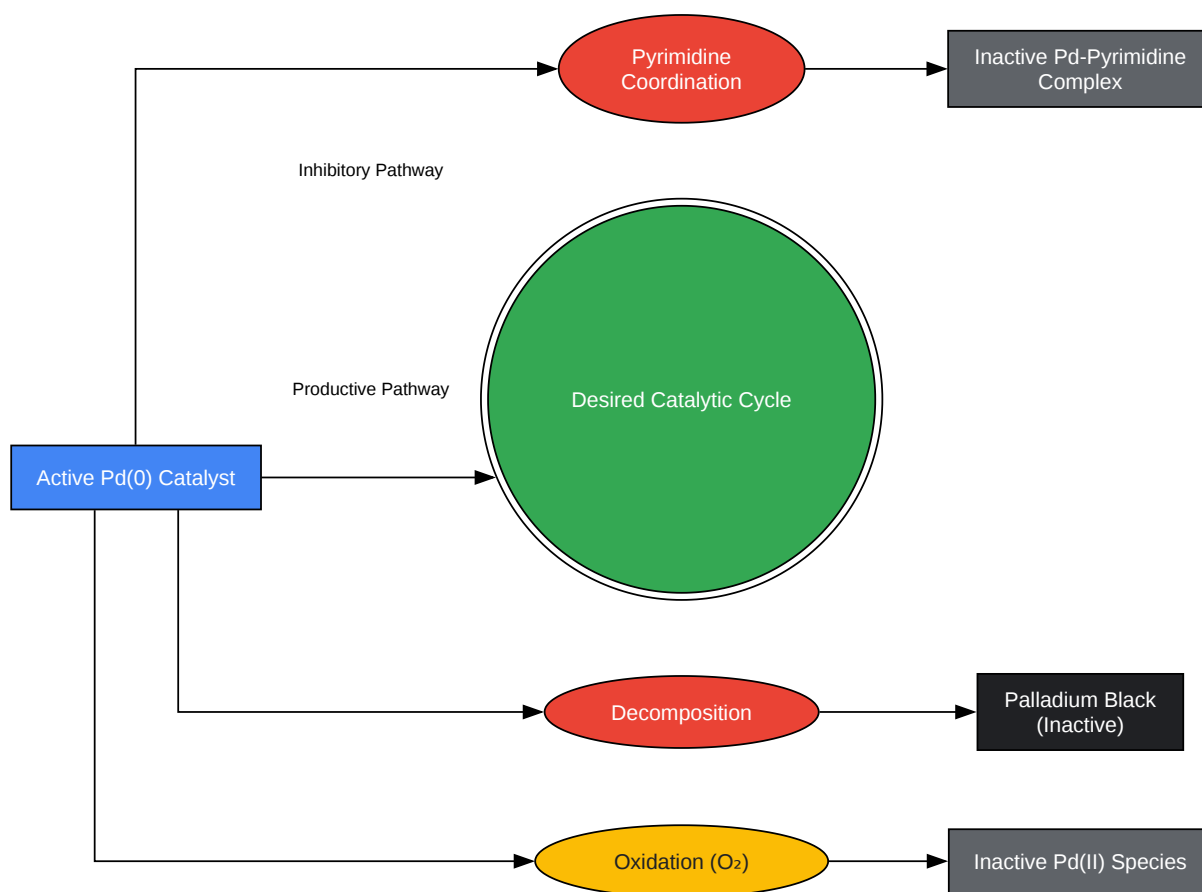 Pyrimidine
Coordination
Inactive Pd-Pyrimidine
Complex
Inhibitory Pathway
Productive Pathway
Desired Catalytic Cycle
Active Pd(0) Catalyst
Decomposition
Palladium Black
(Inactive)
Oxidation (O₂)
Inactive Pd(II) Species